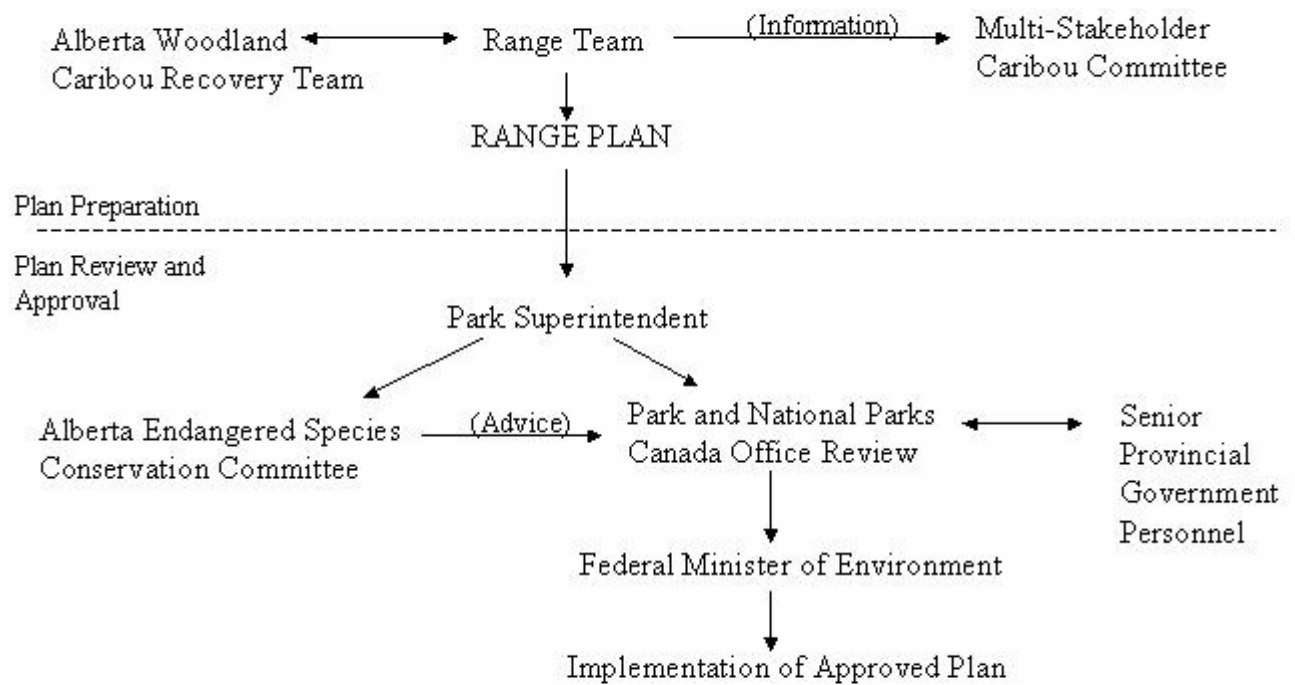 Alberta Woodland
Caribou Recovery Team
Range Team
(Information)
Multi-Stakeholder
Caribou Committee
RANGE PLAN
Plan Preparation
Plan Review and
Approval
Park Superintendent
Alberta Endangered Species
Conservation Committee
(Advice)
Park and National Parks
Canada Office Review
Senior
Provincial
Government
Personnel
Federal Minister of Environment
Implementation of Approved Plan